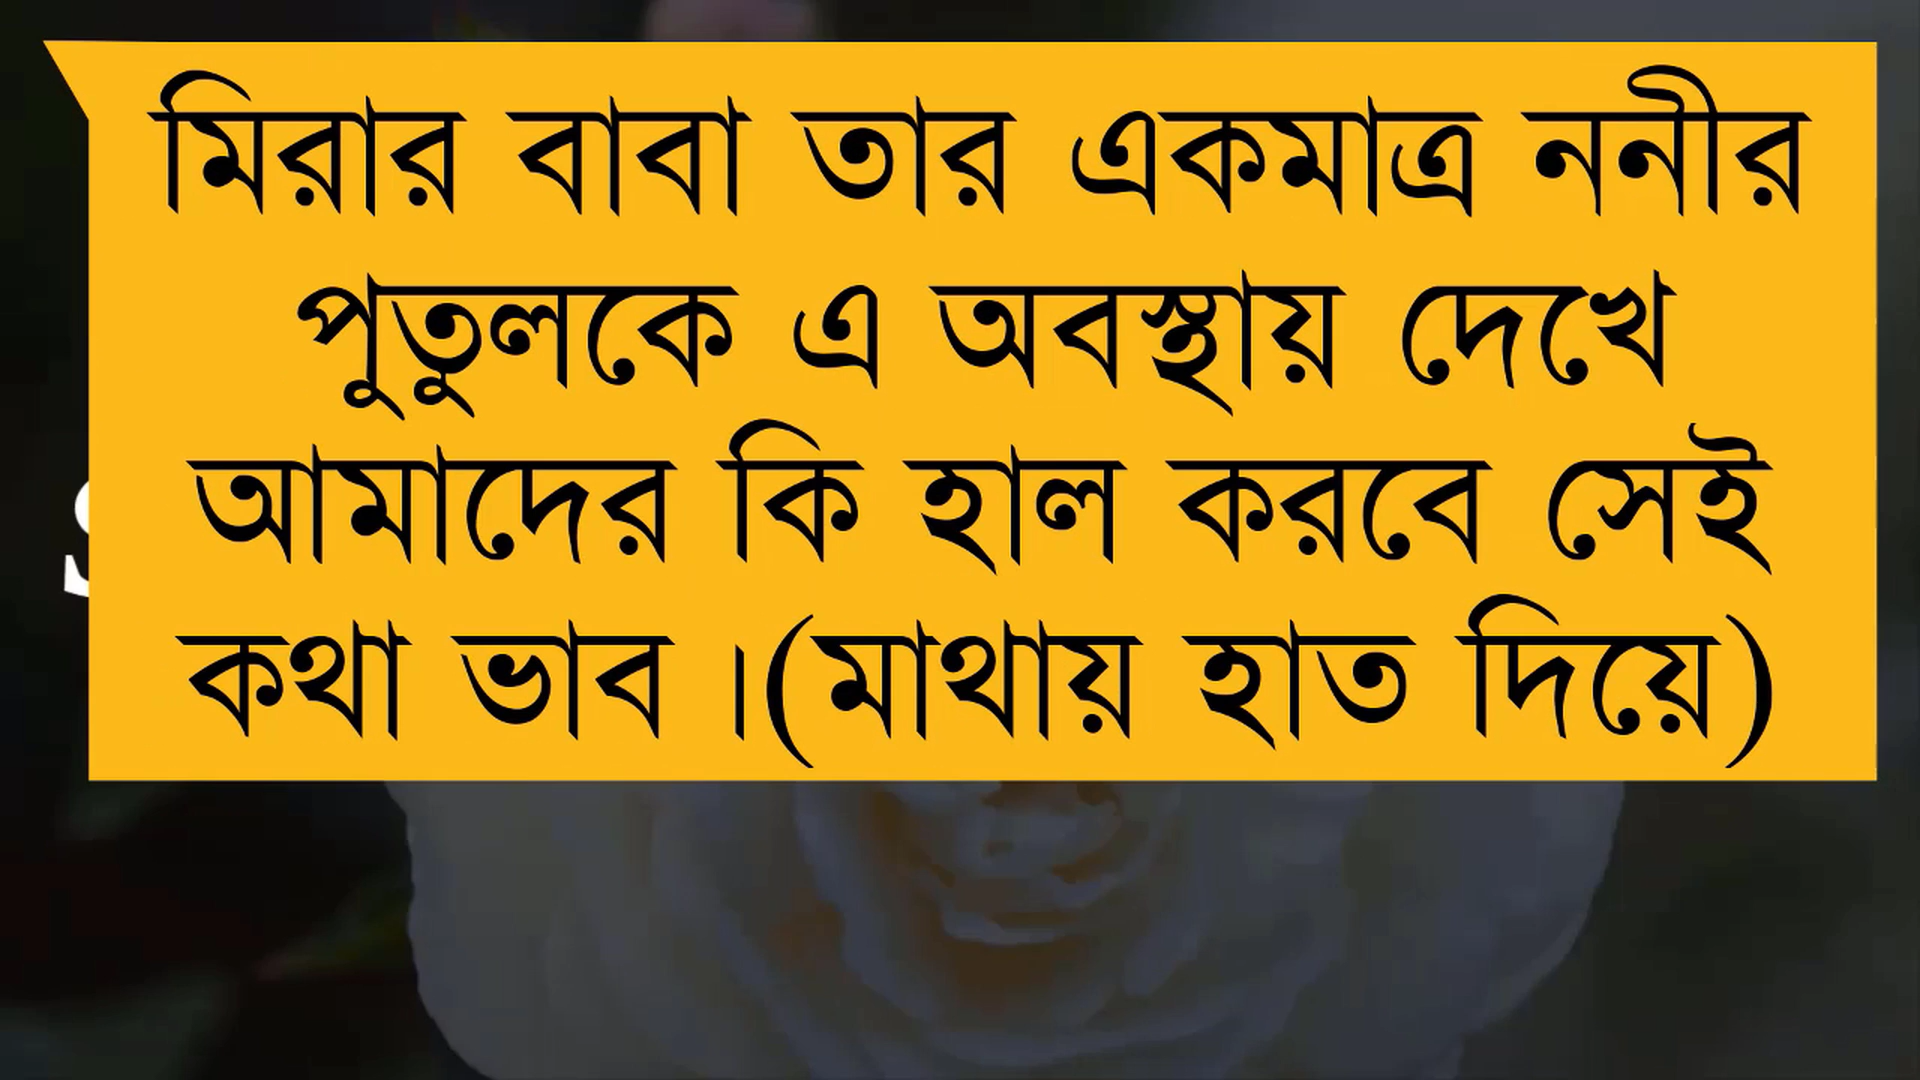 মিরার বাবা তার একমাত্র ননীর
পুতুলকে এ অবস্থায় দেখে
আমাদের কি হাল করবে সেই
কথা ভাব ।(মাথায় হাত দিয়ে)